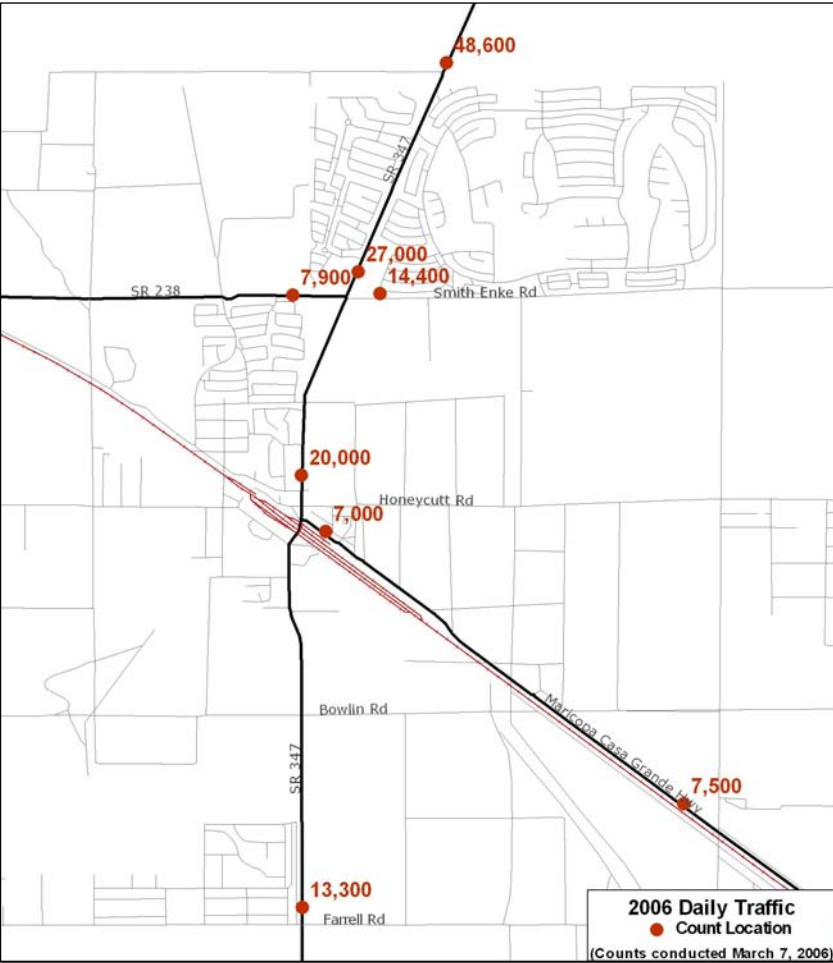 48,600
SR 347
27,000
7,900
14,400
SR 238
Smith Enke Rd
20,000
Honeycutt Rd
7,000
Bowlin Rd
Maricopa Casa Grande Hwy
SR 347
7,500
13,300
Farrell Rd
2006 Daily Traffic
Count Location
(Counts conducted March 7, 2006)